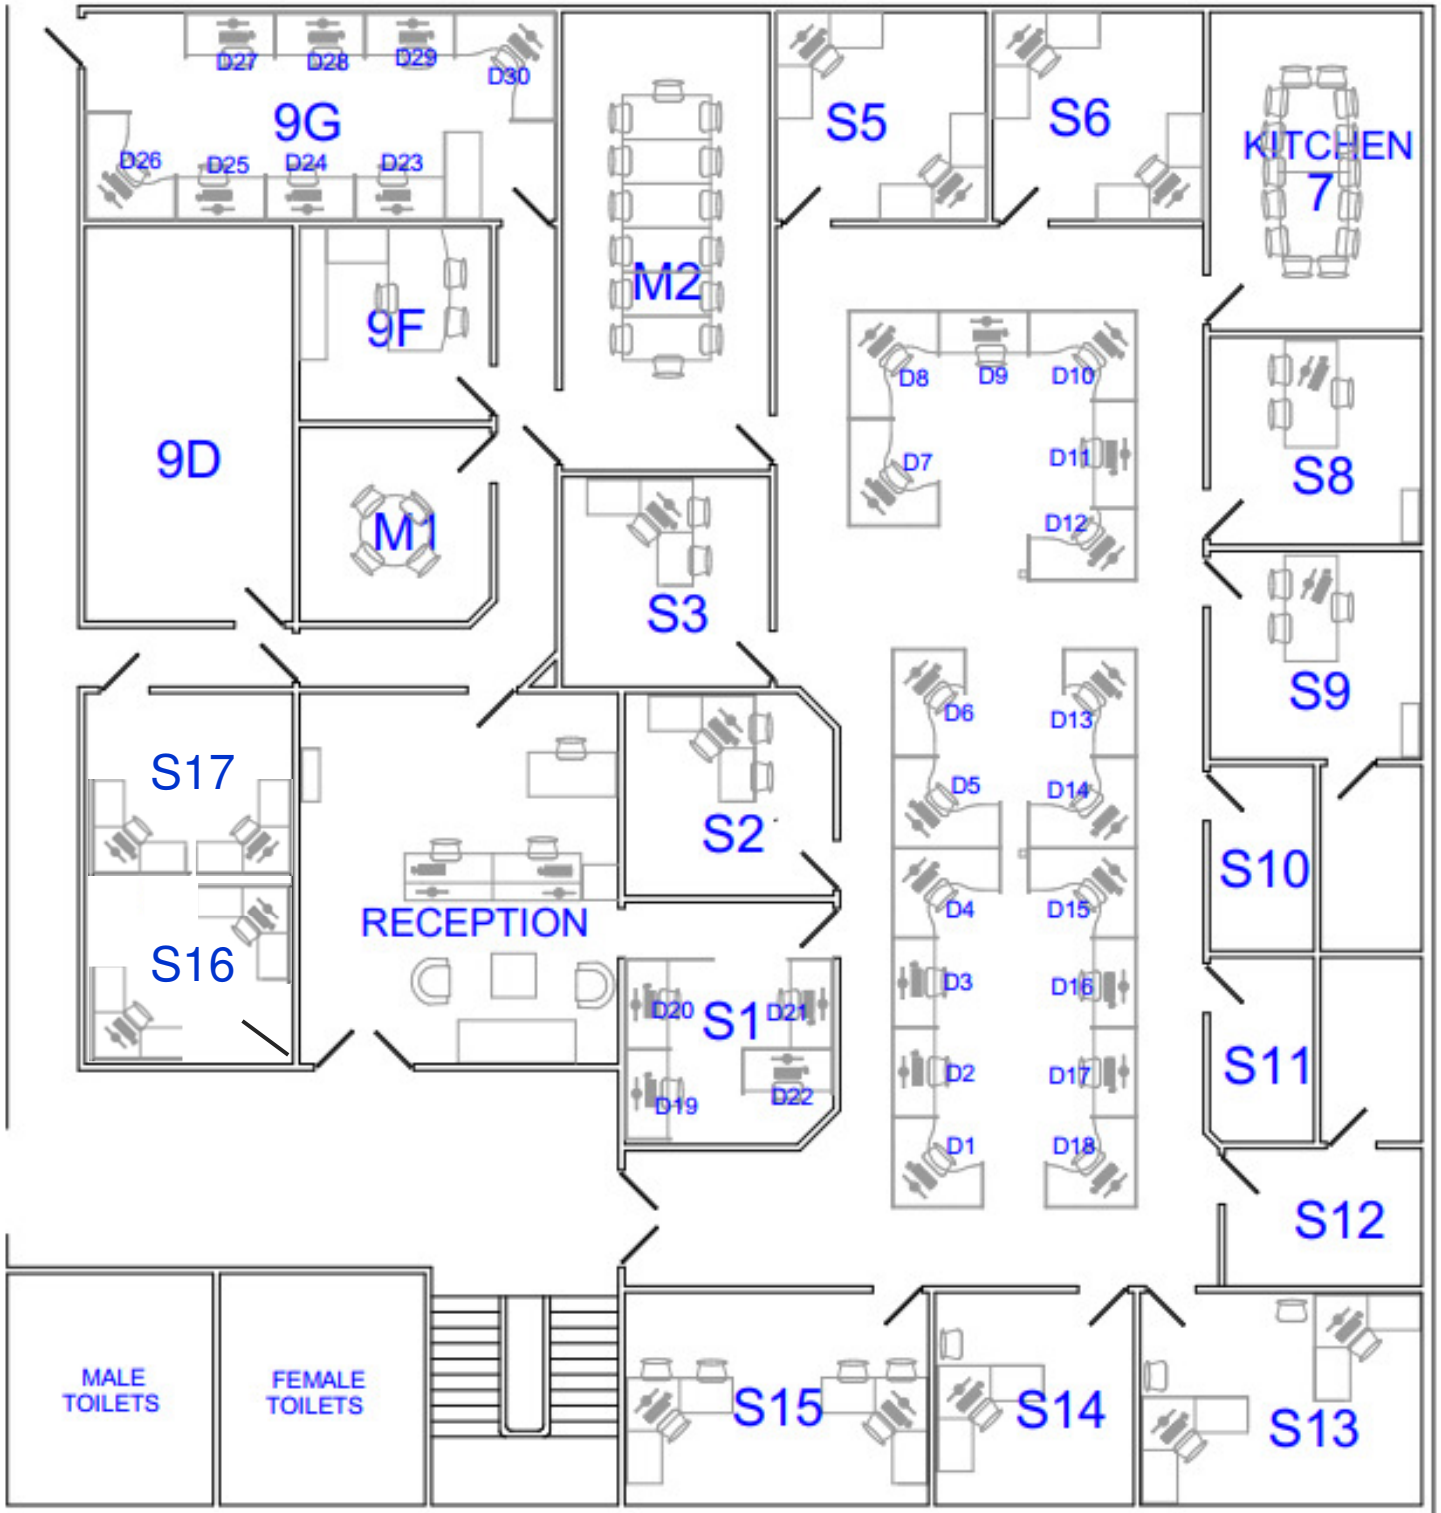 D27
D28
D29
D30
9G
D26
D25
D24
D23
S5
S6
KITCHEN
7
M2
9F
9D
M1
D8
D9
D10
D7
D11
D12
S8
S3
S9
D6
D13
S17
D5
D14
S2
S10
D4
D15
RECEPTION
S16
D3
D16
D20
S1
D21
D2
D17
S11
D19
D22
D1
D18
S12
MALE
TOILETS
FEMALE
TOILETS
S15
S14
S13